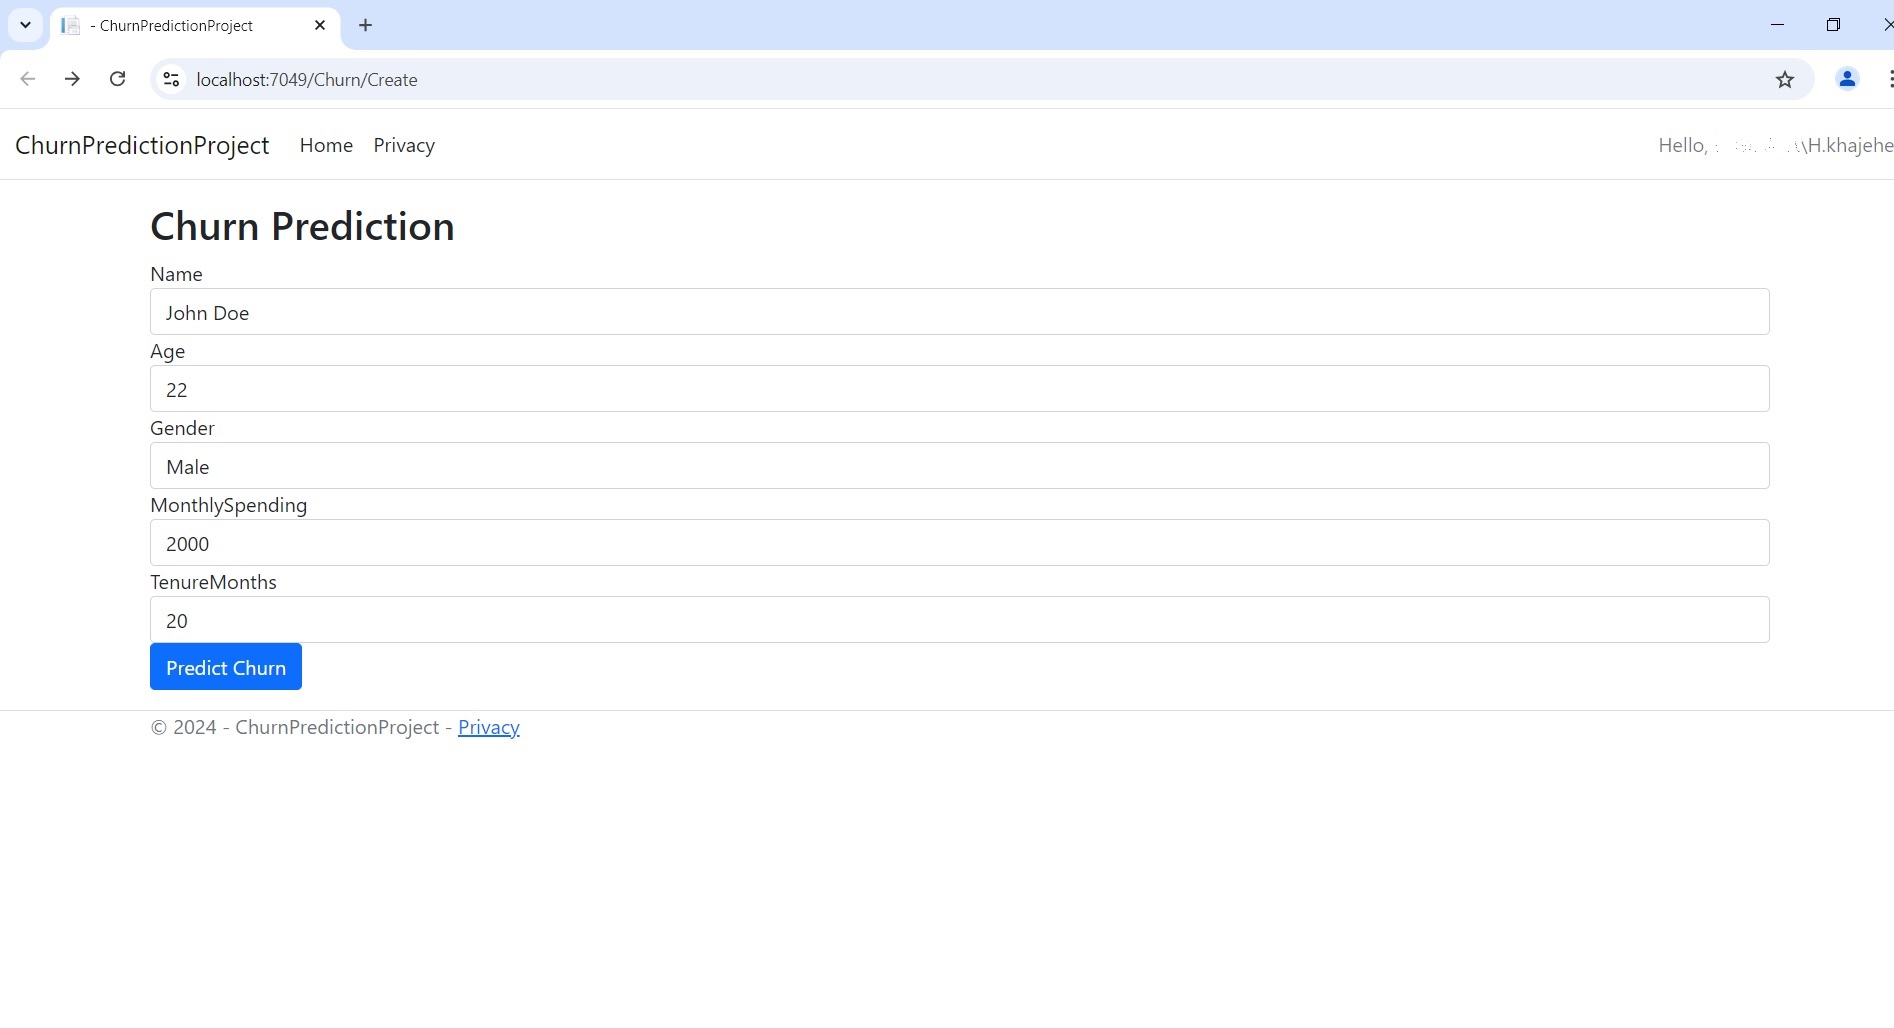 - ChurnPredictionProject
localhost:7049/Churn/Create
ChurnPredictionProject Home Privacy Hello, \H.khajehe
Churn Prediction
Name
John Doe
Age
22
Gender
Male
MonthlySpending
2000
TenureMonths
20
Predict Churn
© 2024 - ChurnPredictionProject - Privacy